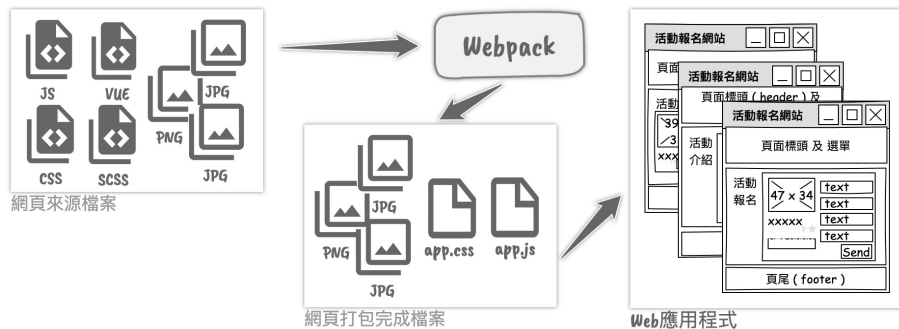 JS
VUE
JPG
PNG
CSS
SCSS
JPG
網頁來源檔案
Webpack
JPG
PNG
app.css
app.js
JPG
網頁打包完成檔案
活動報名網站
活動報名網站
頁面標頭 ( header ) 及
活動
介紹
活動報名網站
頁面標頭 及 選單
活動
報名
47 x 34
xxxxx
text
text
text
text
Send
頁尾 ( footer )
Web應用程式